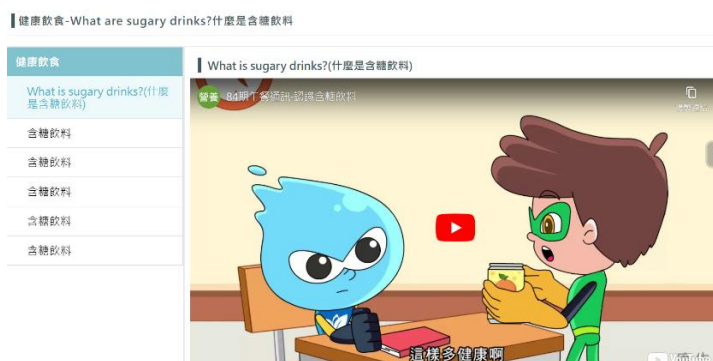 健康飲食-What are sugary drinks?什麼是含糖飲料
健康飲食
What is sugary drinks?(什麼
是含糖飲料)
含糖飲料
含糖飲料
含糖飲料
含糖飲料
含糖飲料
What is sugary drinks?(什麼是含糖飲料)
營養 84期丁餐通訊-認識含糖飲料
這樣多健康啊